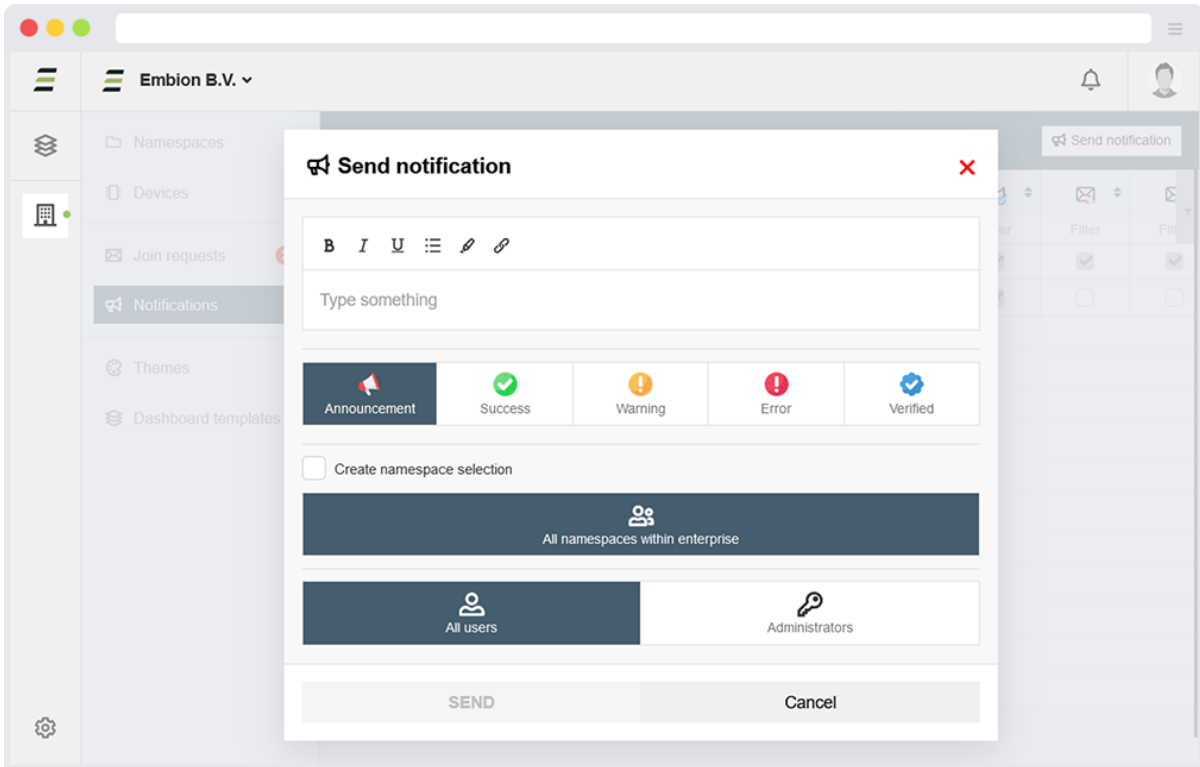 Embion B.V.
Namespaces
Devices
Join requests
Notifications
Themes
Dashboard templates
Send notification
Filter
Send notification
B I U
Type something
Announcement
Success
Warning
Error
Verified
Create namespace selection
All namespaces within enterprise
All users
Administrators
SEND
Cancel